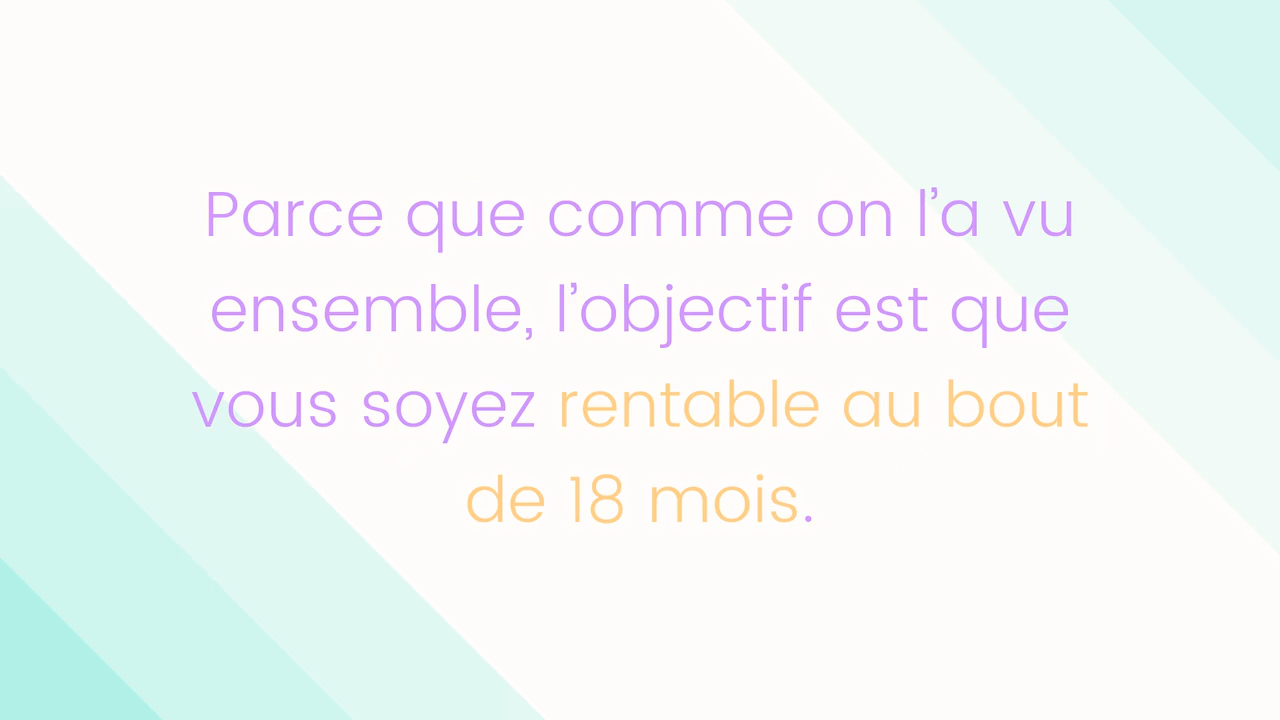 Parce que comme on l’a vu
ensemble, l’objectif est que
vous soyez rentable au bout
de 18 mois.